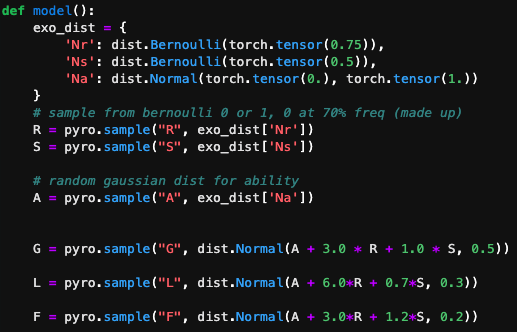 def model():
    exo_dist = {
        'Nr': dist.Bernoulli(torch.tensor(0.75)),
        'Ns': dist.Bernoulli(torch.tensor(0.5)),
        'Na': dist.Normal(torch.tensor(0.), torch.tensor(1.))
    }
    # sample from bernoulli 0 or 1, 0 at 70% freq (made up)
    R = pyro.sample("R", exo_dist['Nr'])
    S = pyro.sample("S", exo_dist['Ns'])
    # random gaussian dist for ability
    A = pyro.sample("A", exo_dist['Na'])
    G = pyro.sample("G", dist.Normal(A + 3.0 * R + 1.0 * S, 0.5))
    L = pyro.sample("L", dist.Normal(A + 6.0*R + 0.7*S, 0.3))
    F = pyro.sample("F", dist.Normal(A + 3.0*R + 1.2*S, 0.2))